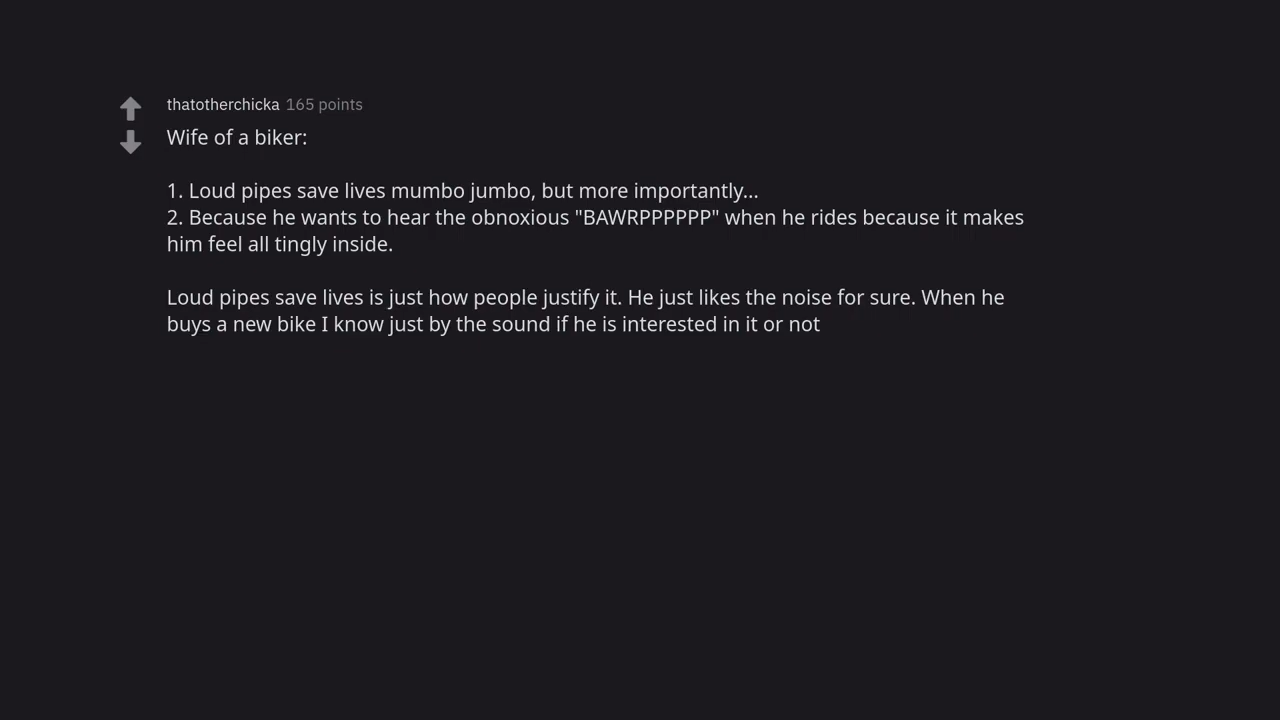 thatotherchicka 165 points
Wife of a biker:
1. Loud pipes save lives mumbo jumbo, but more importantly...
2. Because he wants to hear the obnoxious "BAWRPPPPPP" when he rides because it makes
him feel all tingly inside.
Loud pipes save lives is just how people justify it. He just likes the noise for sure. When he
buys a new bike I know just by the sound if he is interested in it or not